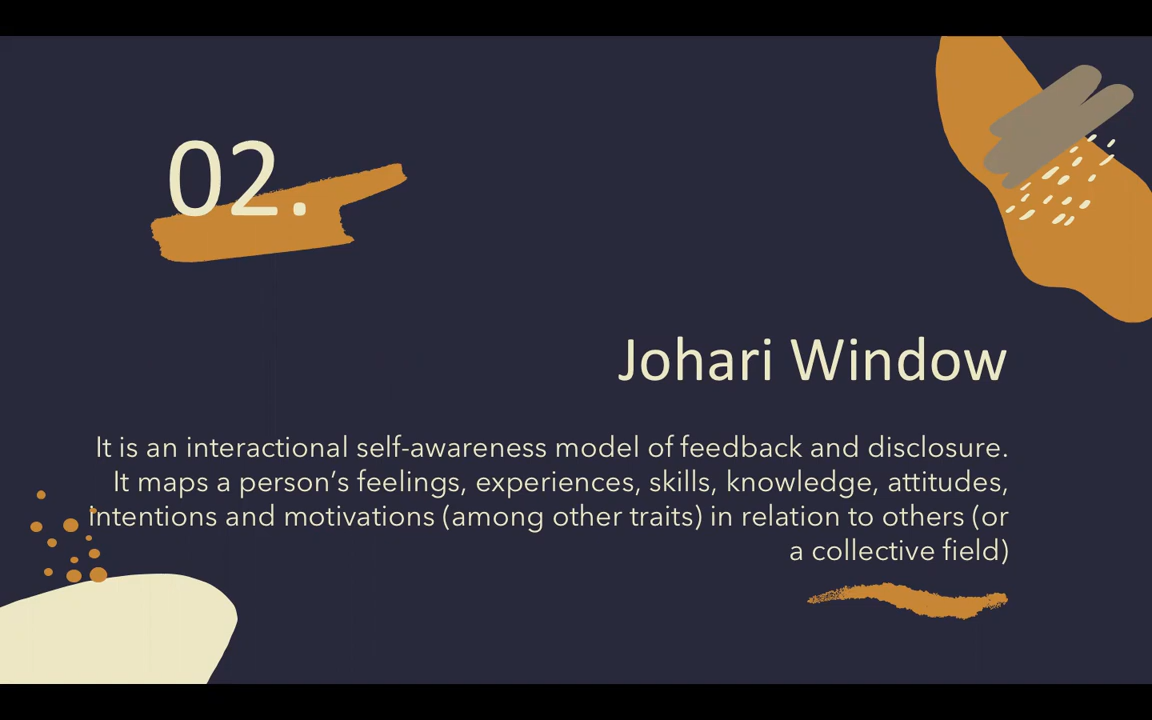 02.
Johari Window
It is an interactional self-awareness model of feedback and disclosure.
It maps a person’s feelings, experiences, skills, knowledge, attitudes,
intentions and motivations (among other traits) in relation to others (or
a collective field)